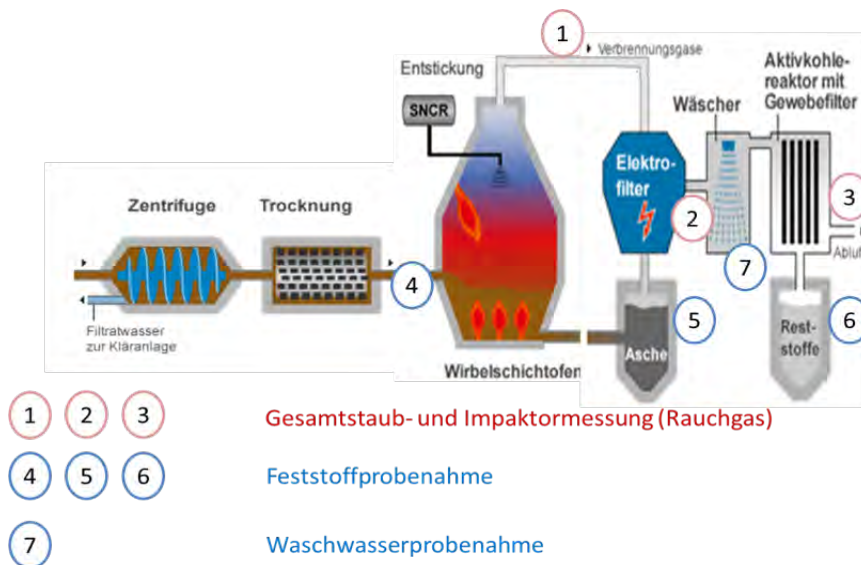 1
Verbrennungsgase
Entstickung
SNCR
Aktivkohle-
reaktor mit
Gewebefilter
Wäscher
Elektro-
filter
2
3
Zentrifuge
Trocknung
4
7
Filtratwasser
zur Kläranlage
5
Asche
Rest-
stoffe
6
Wirbelschichtofen
1 2 3 Gesamtstaub- und Impaktormessung (Rauchgas)
4 5 6 Feststoffprobenahme
7 Waschwasserprobenahme